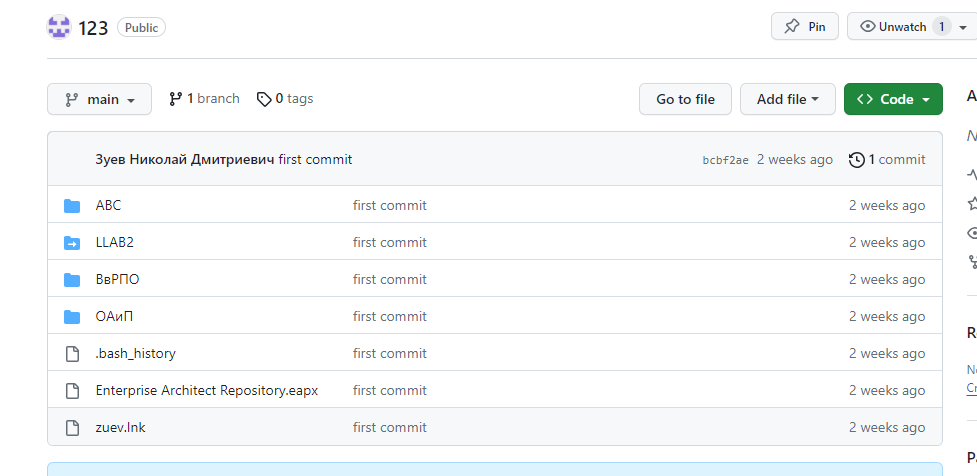 123 Public Pin Unwatch 1
main 1 branch 0 tags Go to file Add file <> Code
Зуев Николай Дмитриевич first commit bcbf2ae 2 weeks ago 1 commit
ABC first commit 2 weeks ago
LLAB2 first commit 2 weeks ago
ВвРПО first commit 2 weeks ago
ОАиП first commit 2 weeks ago
.bash_history first commit 2 weeks ago
Enterprise Architect Repository.eapx first commit 2 weeks ago
zuev.lnk first commit 2 weeks ago